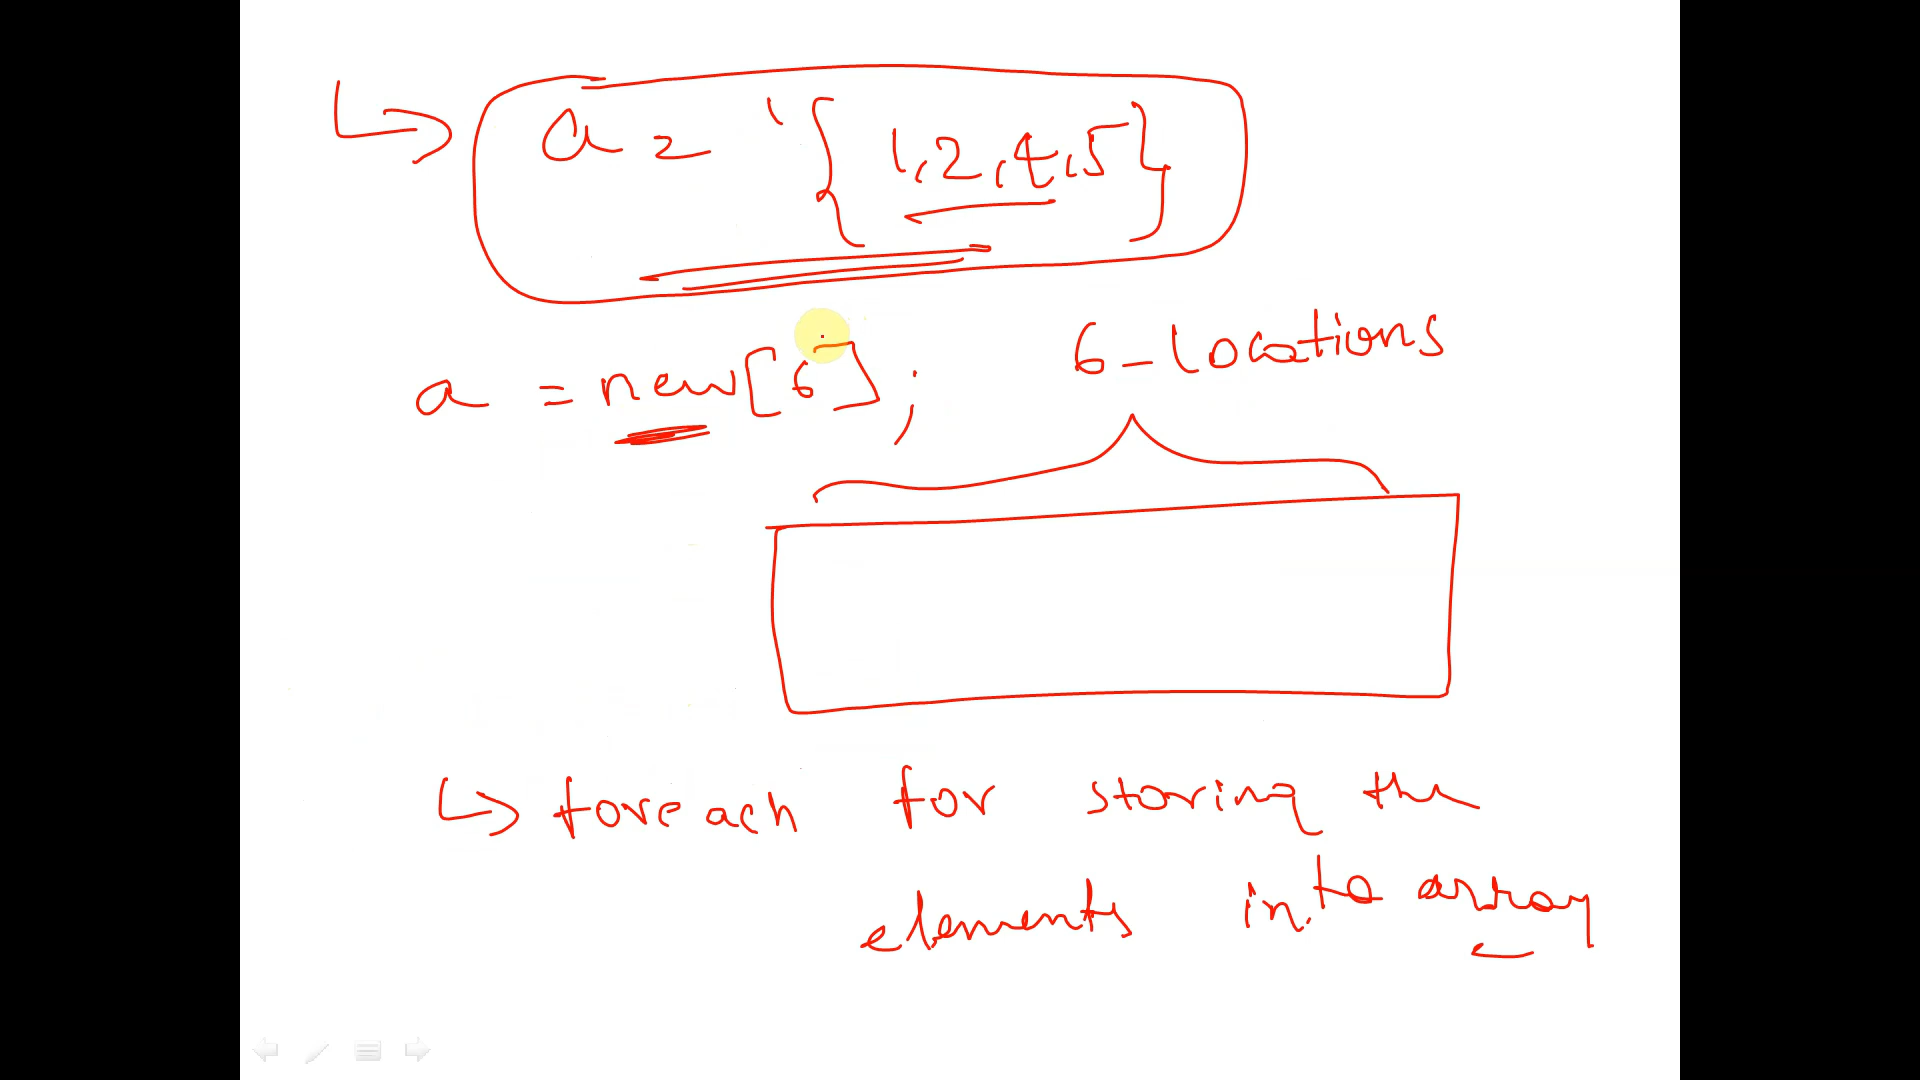 a = '{1,2,4,5}
a = new[6];
6-locations
↳ foreach for storing the
elements into array